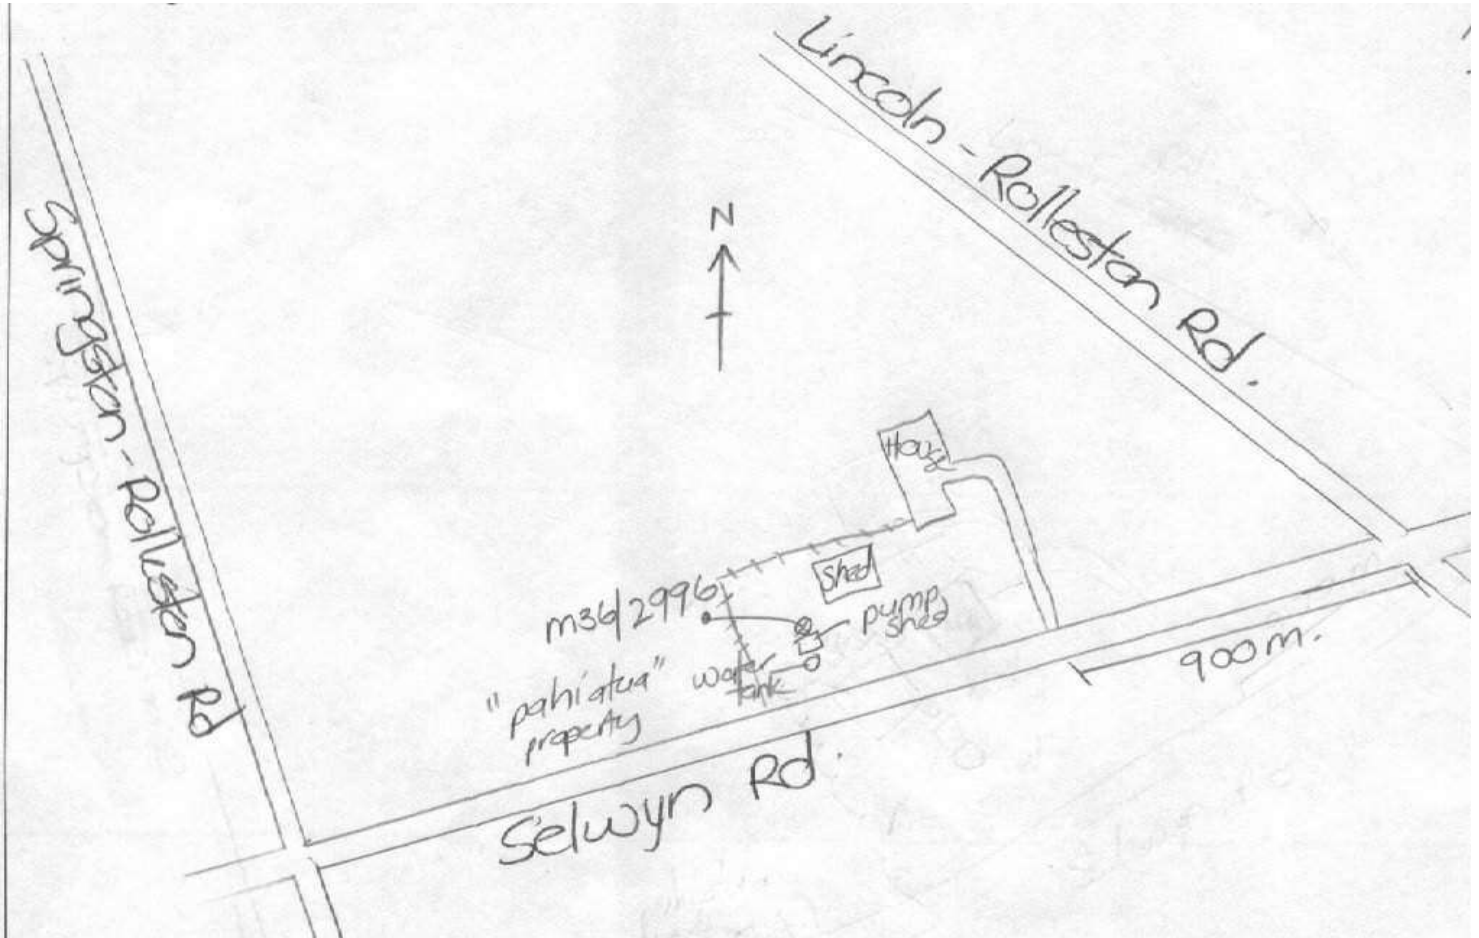 Lincoln - Rolleston Rd.
N
Springston - Rolleston Rd
House
Shed
m36/2996
pump
shed
"pahiatua"
property
water
tank
900m.
Selwyn Rd.